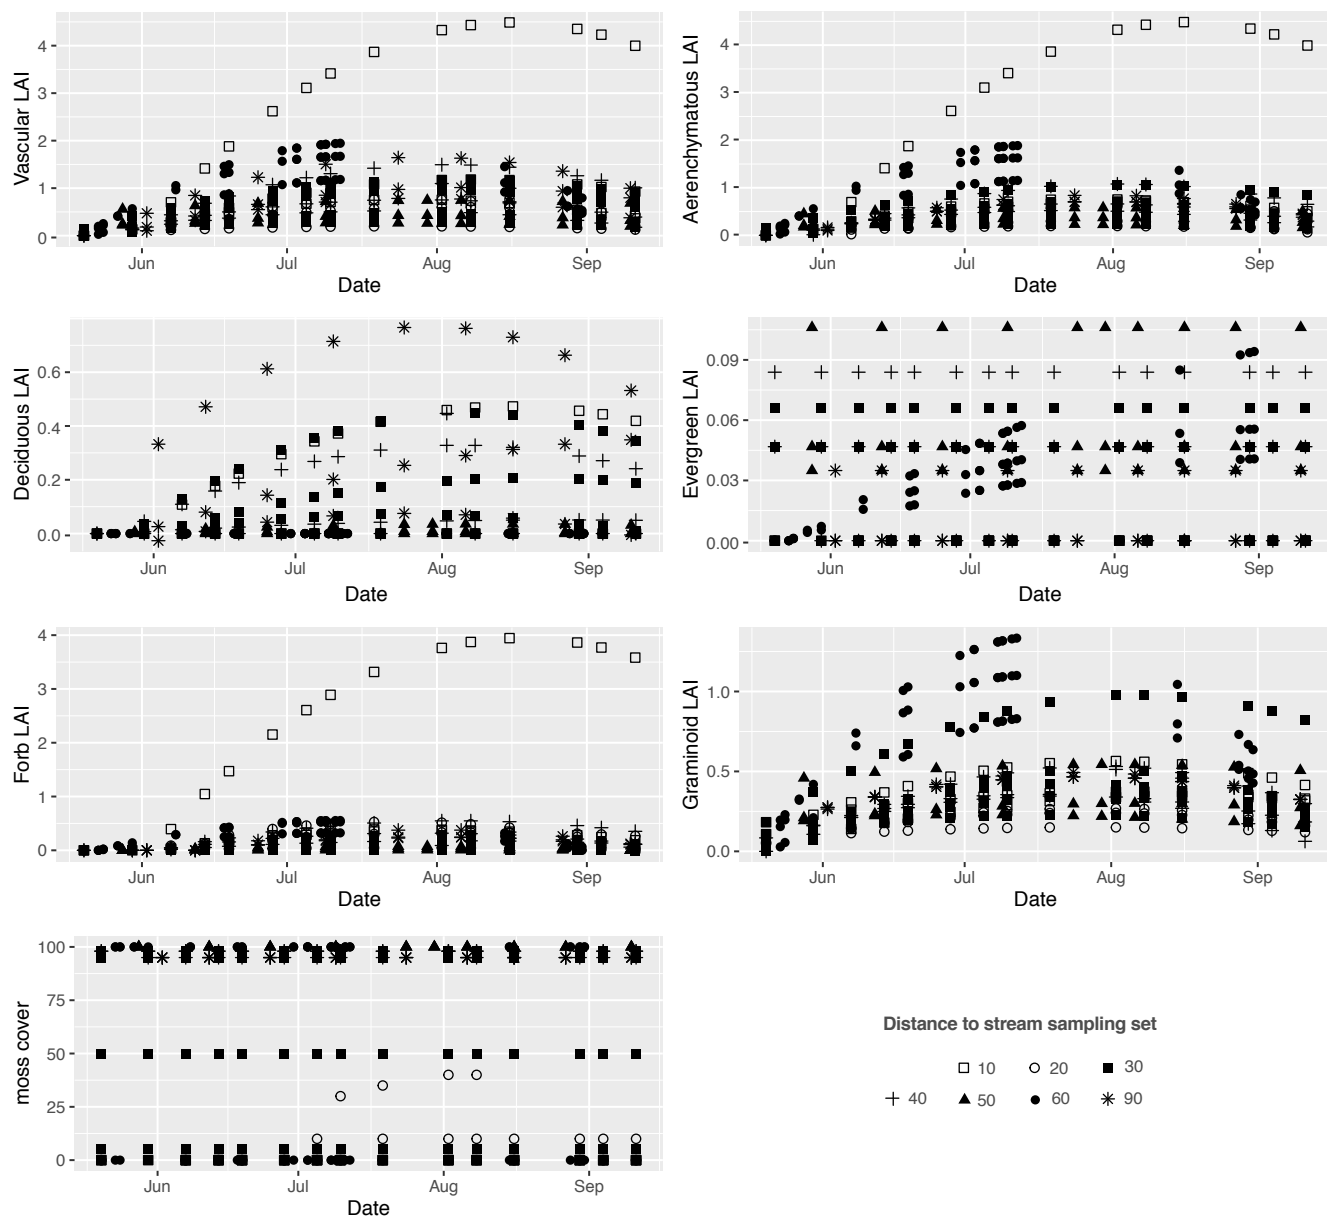 Vascular LAI
4
3
2
1
0
Jun Jul Aug Sep
Date
Aerenchymatous LAI
4
3
2
1
0
Jun Jul Aug Sep
Date
Deciduous LAI
0.6
0.4
0.2
0.0
Jun Jul Aug Sep
Date
Evergreen LAI
0.09
0.06
0.03
0.00
Jun Jul Aug Sep
Date
Forb LAI
4
3
2
1
0
Jun Jul Aug Sep
Date
Graminoid LAI
1.0
0.5
0.0
Jun Jul Aug Sep
Date
moss cover
100
75
50
25
0
Jun Jul Aug Sep
Date
Distance to stream sampling set
10 20 30
40 50 60 90